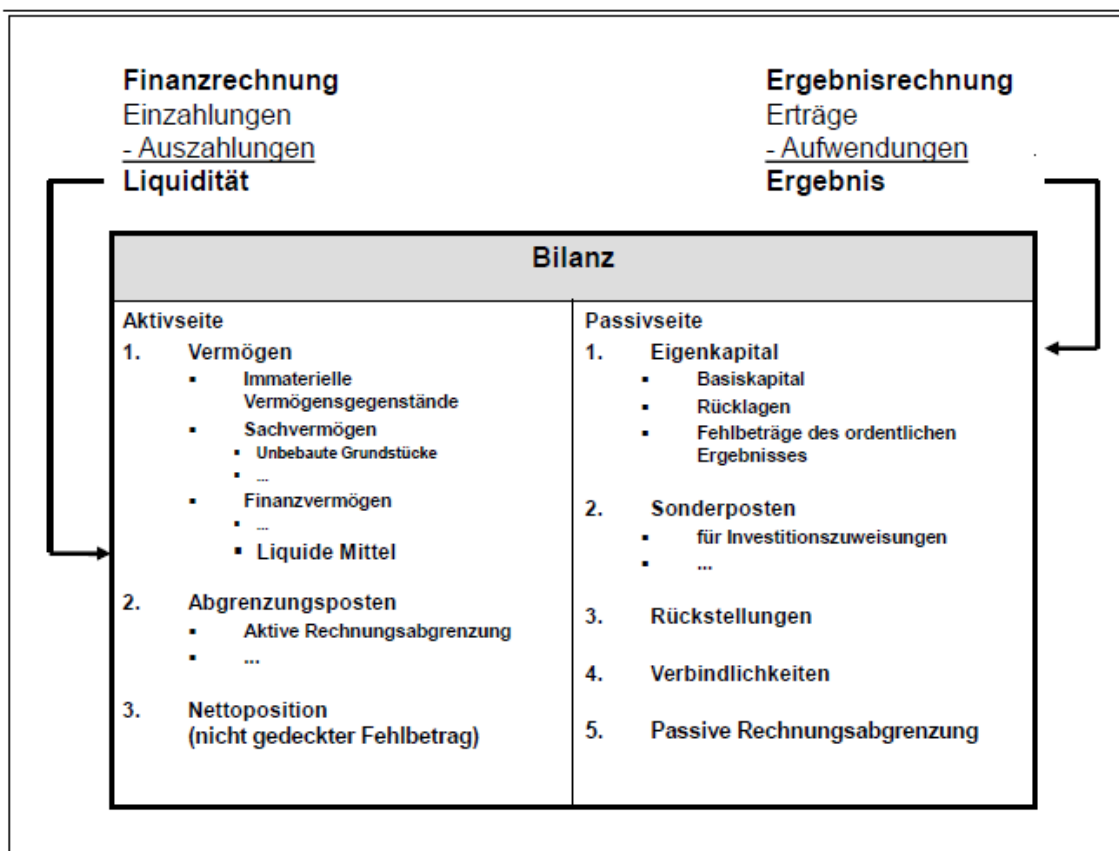 Finanzrechnung
Einzahlungen
- Auszahlungen
Liquidität
Ergebnisrechnung
Erträge
- Aufwendungen
Ergebnis
Bilanz
Aktivseite
1. Vermögen
▪ Immaterielle
Vermögensgegenstände
▪ Sachvermögen
▪ Unbebaute Grundstücke
▪ ...
▪ Finanzvermögen
▪ ...
▪ Liquide Mittel
2. Abgrenzungsposten
▪ Aktive Rechnungsabgrenzung
▪ ...
3. Nettoposition
(nicht gedeckter Fehlbetrag)
Passivseite
1. Eigenkapital
▪ Basiskapital
▪ Rücklagen
▪ Fehlbeträge des ordentlichen
Ergebnisses
2. Sonderposten
▪ für Investitionszuweisungen
▪ ...
3. Rückstellungen
4. Verbindlichkeiten
5. Passive Rechnungsabgrenzung